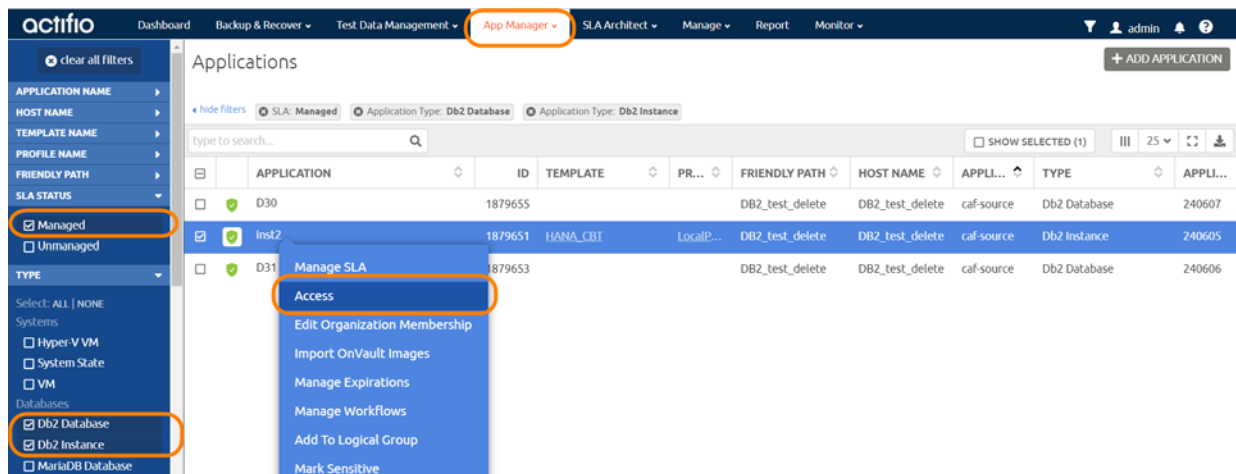 actifio Dashboard Backup & Recover Test Data Management App Manager SLA Architect Manage Report Monitor admin
clear all filters
APPLICATION NAME
HOST NAME
TEMPLATE NAME
PROFILE NAME
FRIENDLY PATH
SLA STATUS
Managed
Unmanaged
TYPE
Select: ALL | NONE
Systems
Hyper-V VM
System State
VM
Databases
Db2 Database
Db2 Instance
MariaDB Database
Applications + ADD APPLICATION
hide filters SLA: Managed Application Type: Db2 Database Application Type: Db2 Instance
type to search... SHOW SELECTED (1) 25
APPLICATION ID TEMPLATE PR... FRIENDLY PATH HOST NAME APPLI... TYPE APPLI...
D30 1879655 DB2_test_delete DB2_test_delete caf-source Db2 Database 240607
inst2 1879651 HANA_CBT LocalP... DB2_test_delete DB2_test_delete caf-source Db2 Instance 240605
D31 1879653 DB2_test_delete DB2_test_delete caf-source Db2 Database 240606
Manage SLA
Access
Edit Organization Membership
Import OnVault Images
Manage Expirations
Manage Workflows
Add To Logical Group
Mark Sensitive